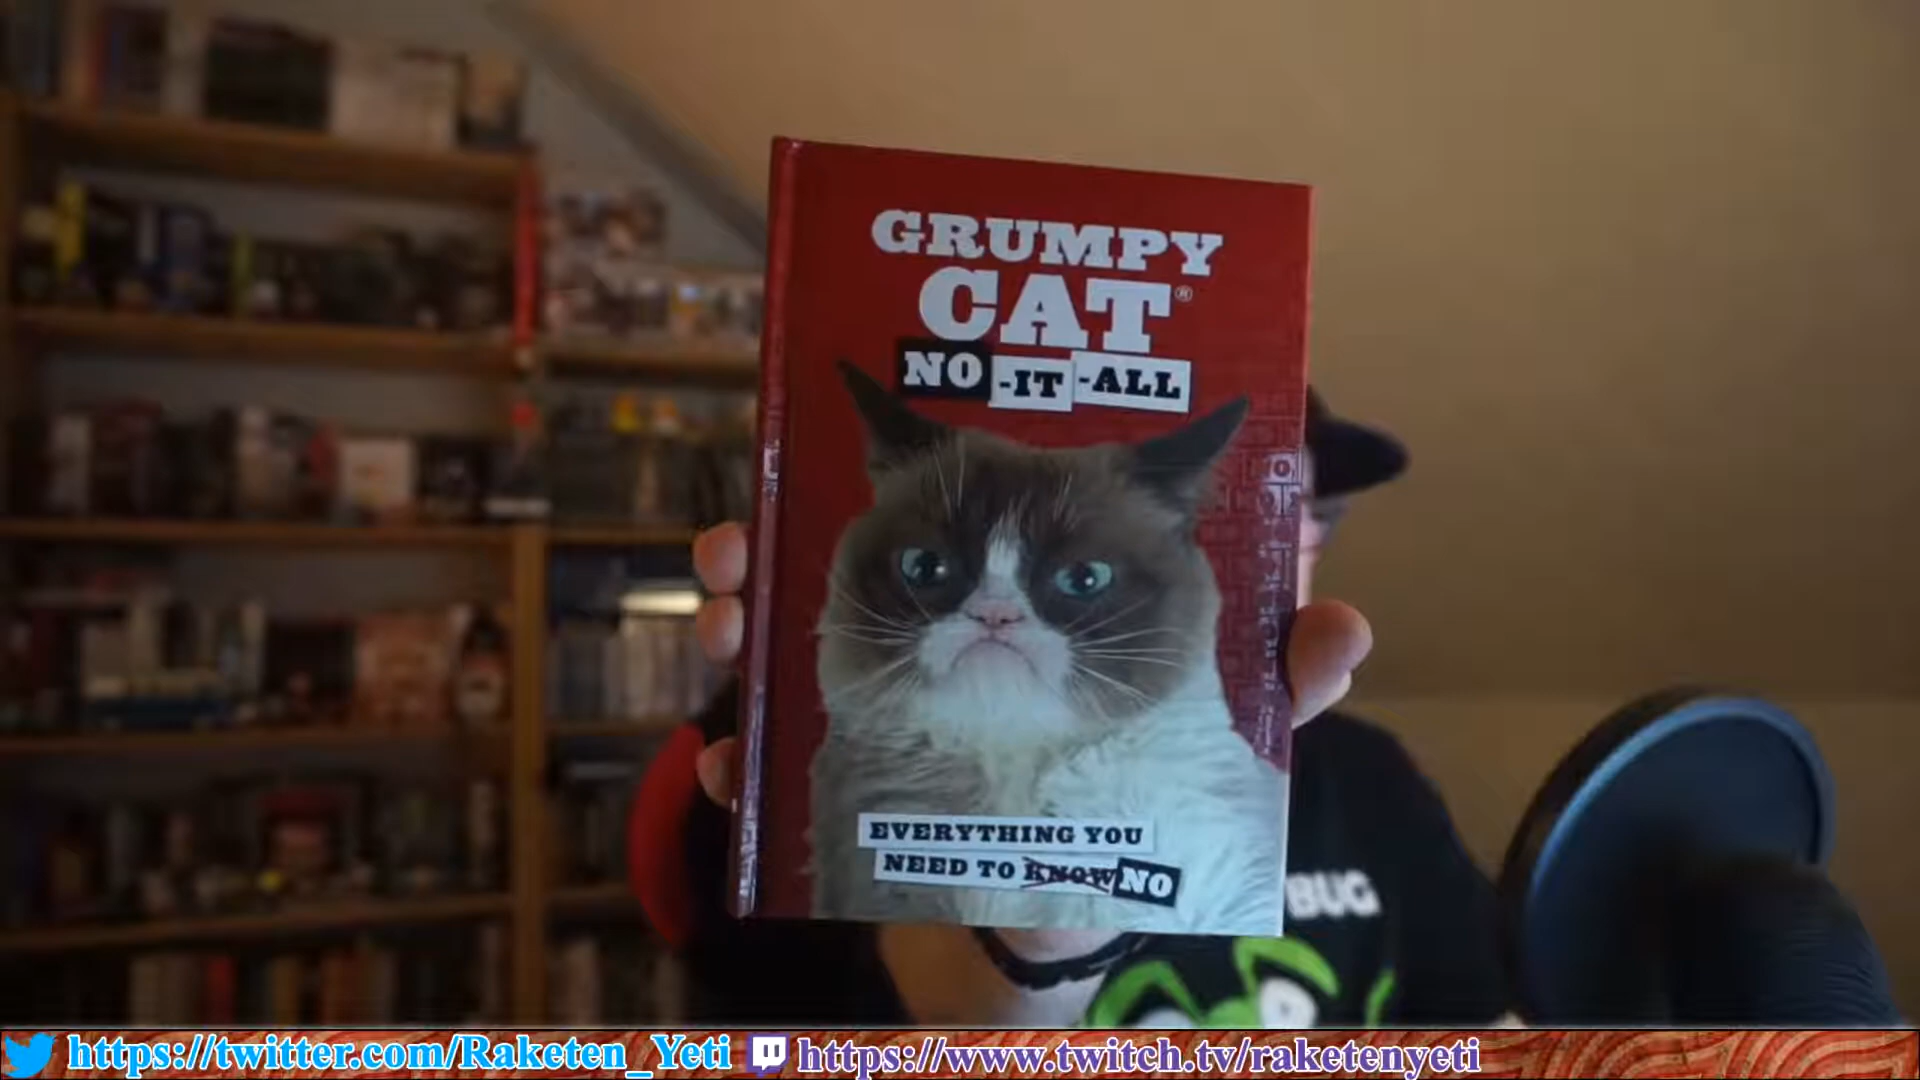 GRUMPY
CAT®
NO-IT-ALL
EVERYTHING YOU
NEED TO KNOW NO
BUG
https://twitter.com/Raketen_Yeti https://www.twitch.tv/raketenyeti